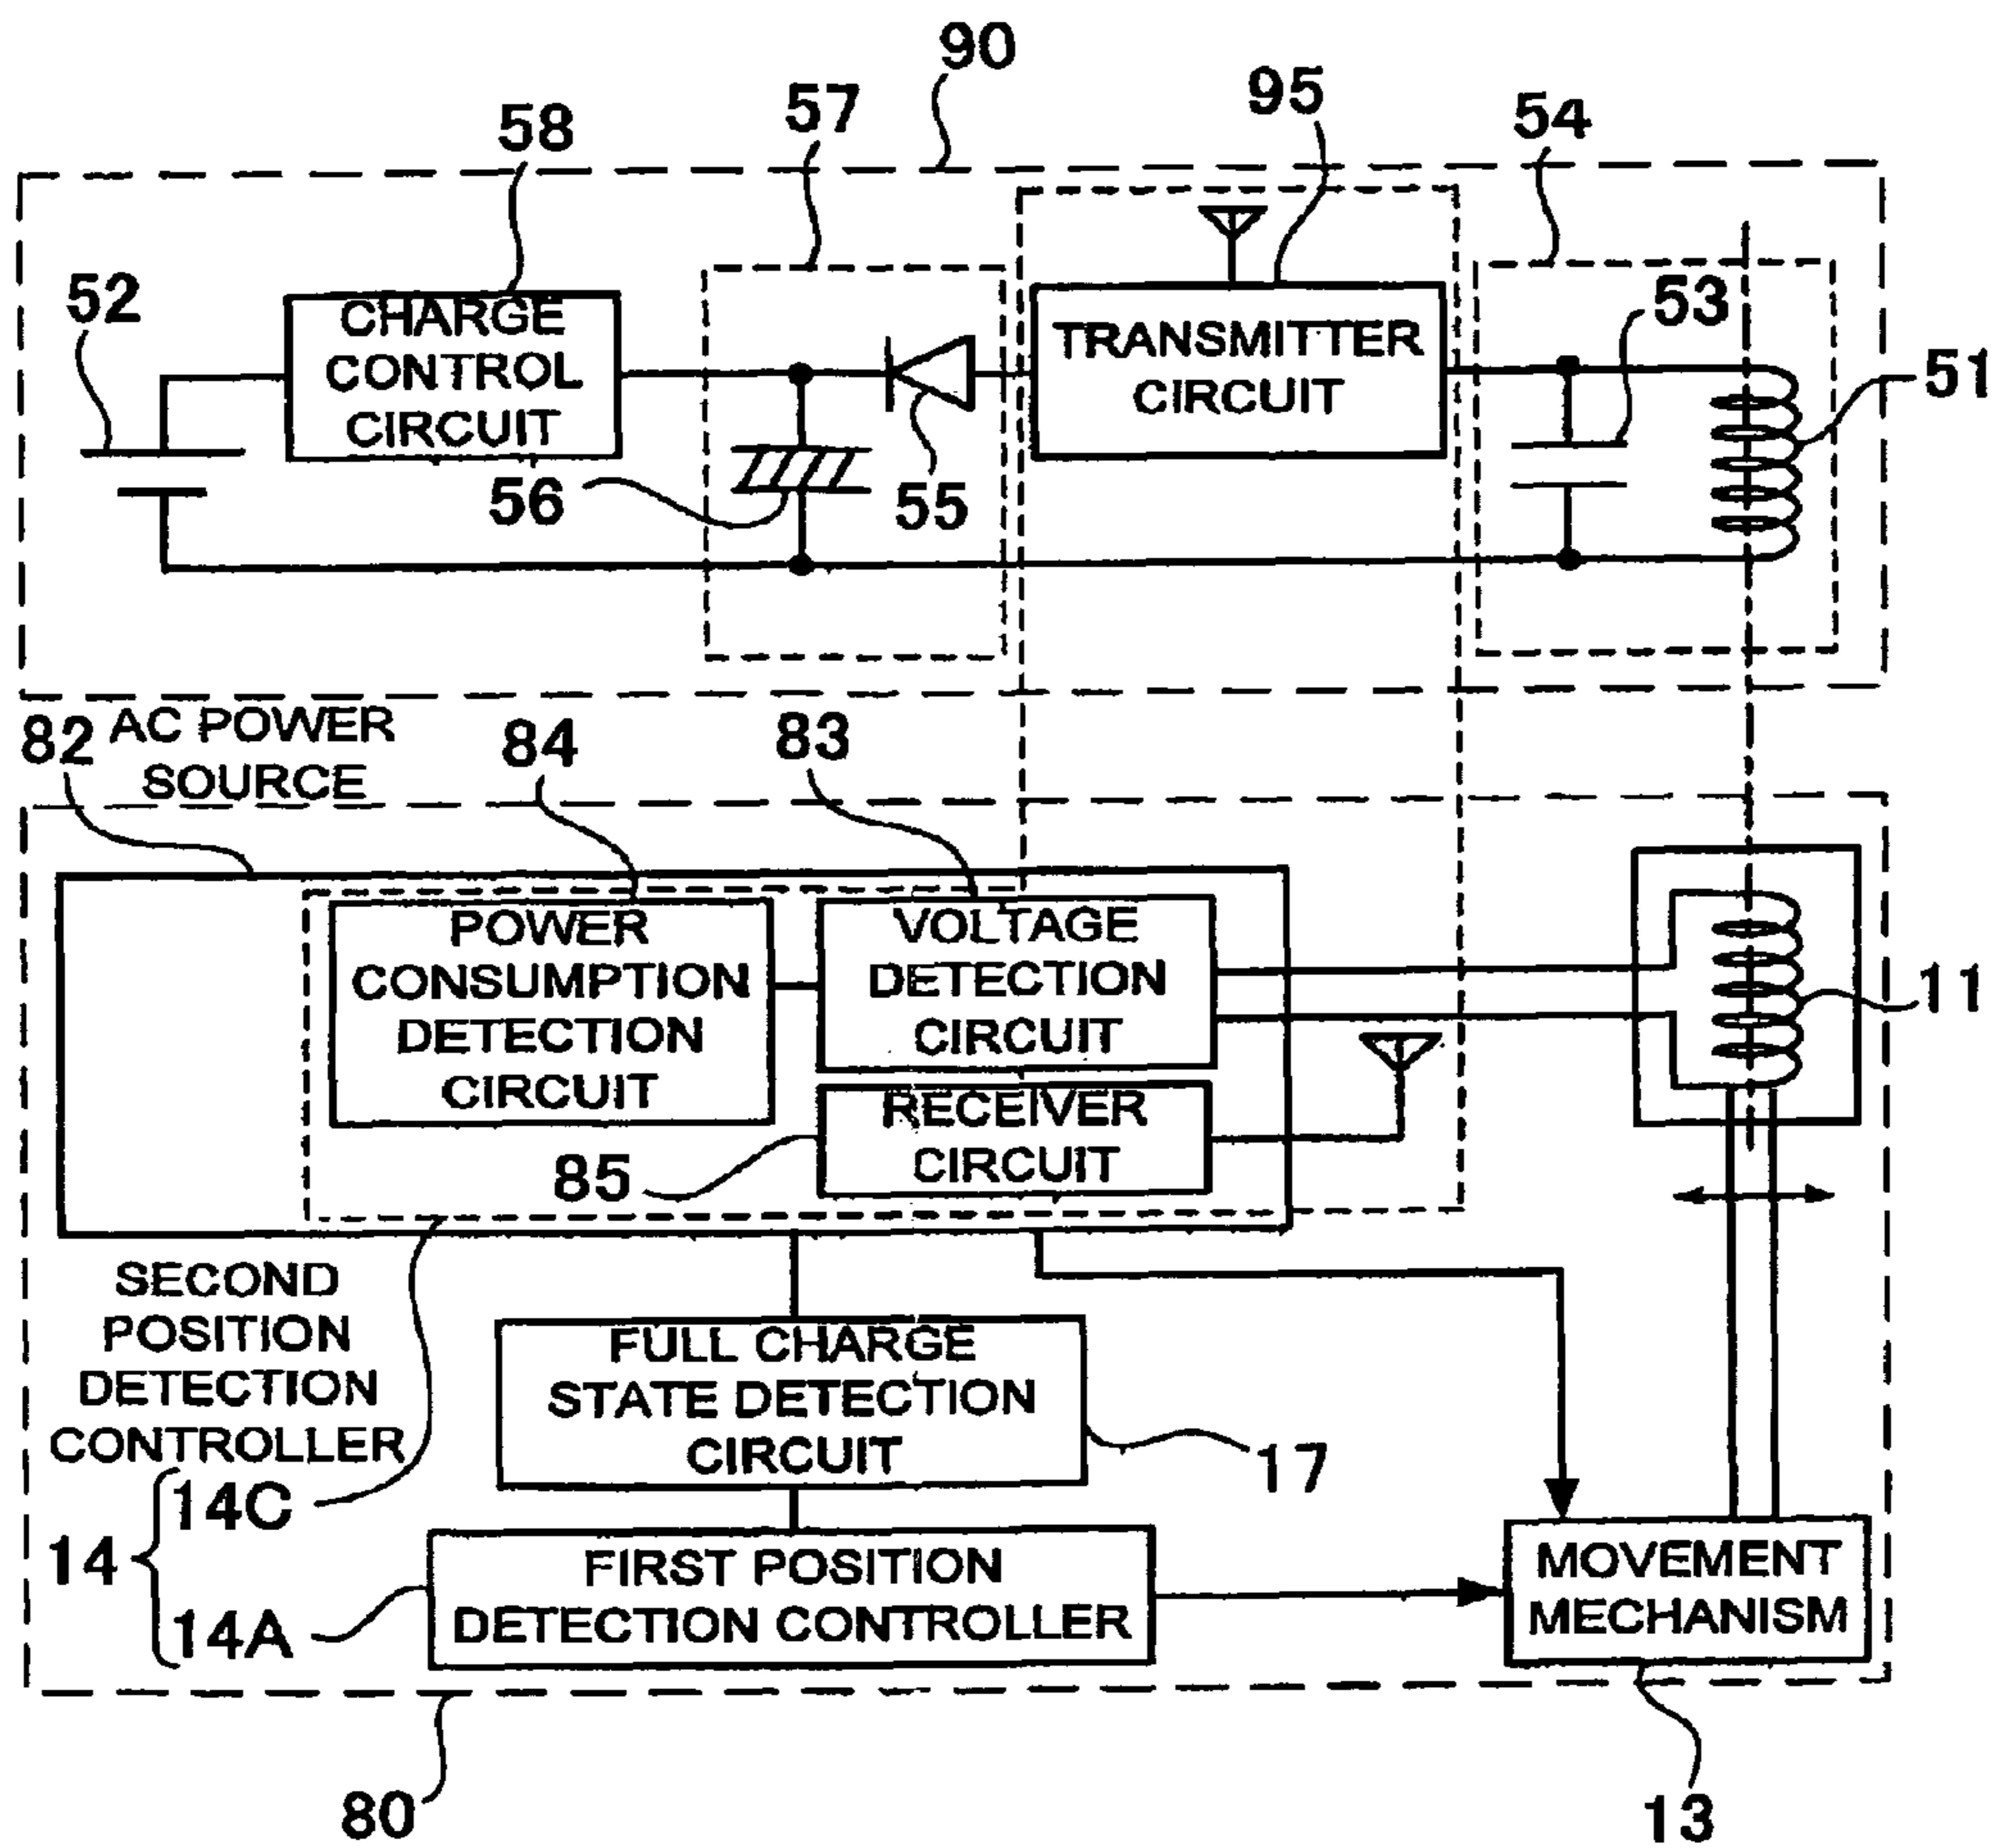 90
58
57
95
54
52
CHARGE
CONTROL
CIRCUIT
TRANSMITTER
CIRCUIT
53
51
56
55
82
AC POWER
SOURCE
84
83
POWER
CONSUMPTION
DETECTION
CIRCUIT
VOLTAGE
DETECTION
CIRCUIT
11
RECEIVER
CIRCUIT
85
SECOND
POSITION
DETECTION
CONTROLLER
FULL CHARGE
STATE DETECTION
CIRCUIT
17
14
14C
14A
FIRST POSITION
DETECTION CONTROLLER
MOVEMENT
MECHANISM
80
13